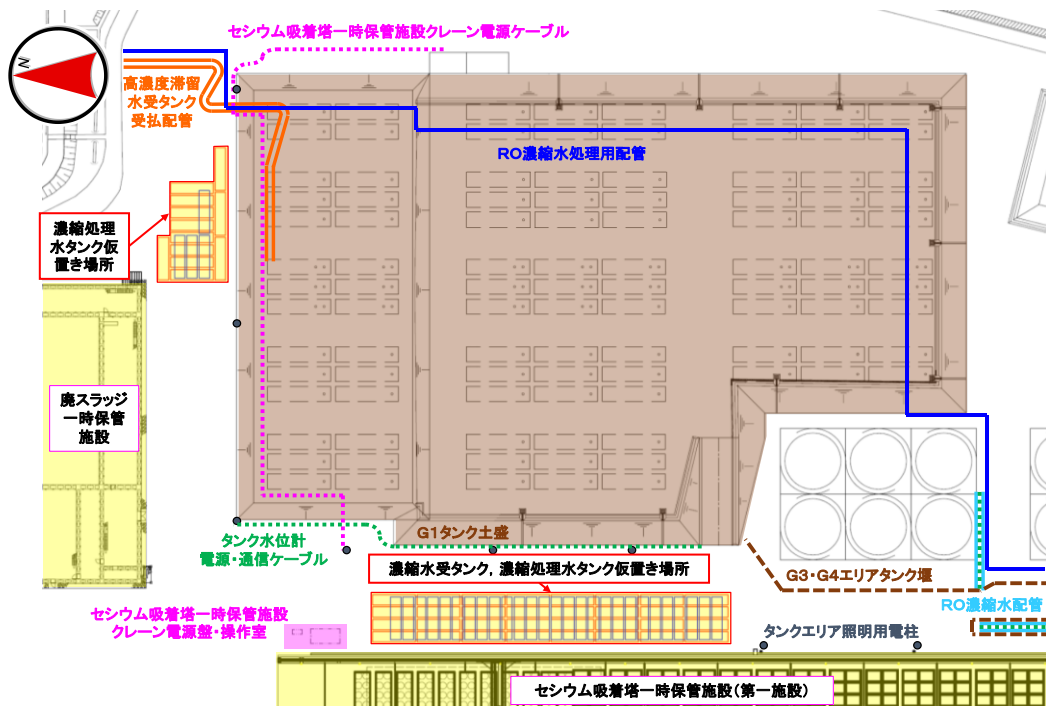 セシウム吸着塔一時保管施設クレーン電源ケーブル
N
高濃度滞留
水受タンク
受払配管
RO濃縮水処理用配管
濃縮処理
水タンク仮
置き場所
廃スラッジ
一時保管
施設
G1タンク土盛
タンク水位計
電源・通信ケーブル
濃縮水受タンク, 濃縮処理水タンク仮置き場所
G3・G4エリアタンク堰
RO濃縮水配管
セシウム吸着塔一時保管施設
クレーン電源盤・操作室
タンクエリア照明用電柱
セシウム吸着塔一時保管施設(第一施設)